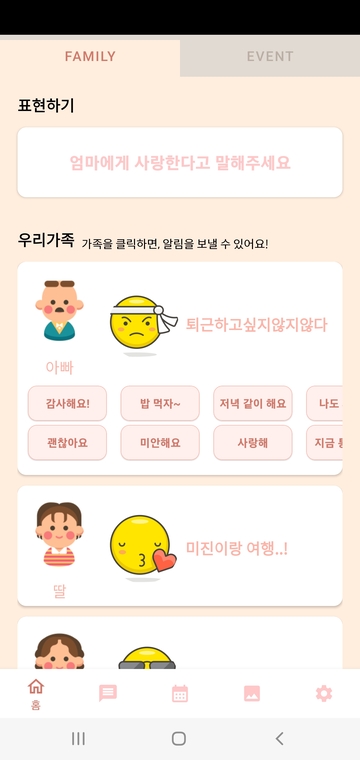 FAMILY
EVENT
표현하기
엄마에게 사랑한다고 말해주세요
우리가족 가족을 클릭하면, 알림을 보낼 수 있어요!
퇴근하고싶지않지않다
아빠
감사해요!
밥 먹자~
저녁 같이 해요
나도
괜찮아요
미안해요
사랑해
지금
미진이랑 여행..!
딸
홈